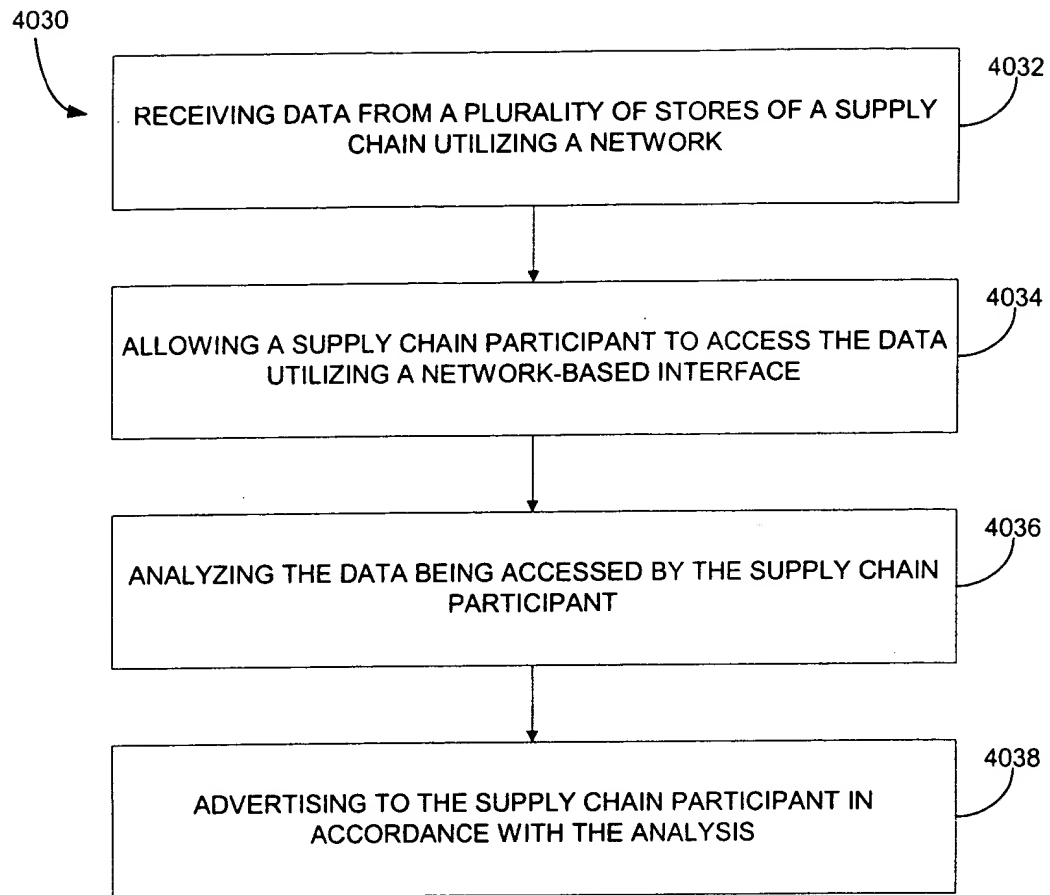 4030
4032
RECEIVING DATA FROM A PLURALITY OF STORES OF A SUPPLY
CHAIN UTILIZING A NETWORK
4034
ALLOWING A SUPPLY CHAIN PARTICIPANT TO ACCESS THE DATA
UTILIZING A NETWORK-BASED INTERFACE
4036
ANALYZING THE DATA BEING ACCESSED BY THE SUPPLY CHAIN
PARTICIPANT
4038
ADVERTISING TO THE SUPPLY CHAIN PARTICIPANT IN
ACCORDANCE WITH THE ANALYSIS